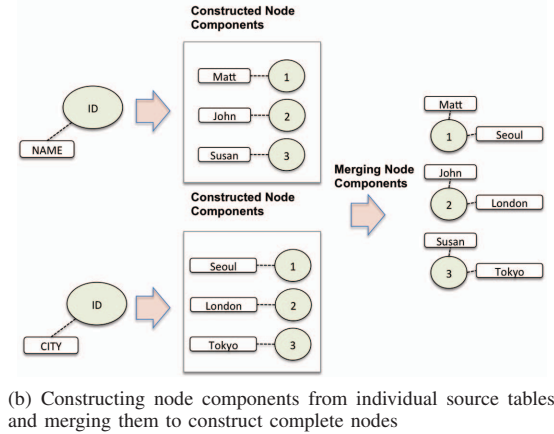 Constructed Node
Components
ID
NAME
Matt
1
John
2
Susan
3
Constructed Node
Components
ID
CITY
Seoul
1
London
2
Tokyo
3
Merging Node
Components
Matt
1
Seoul
John
2
London
Susan
3
Tokyo
(b) Constructing node components from individual source tables
and merging them to construct complete nodes